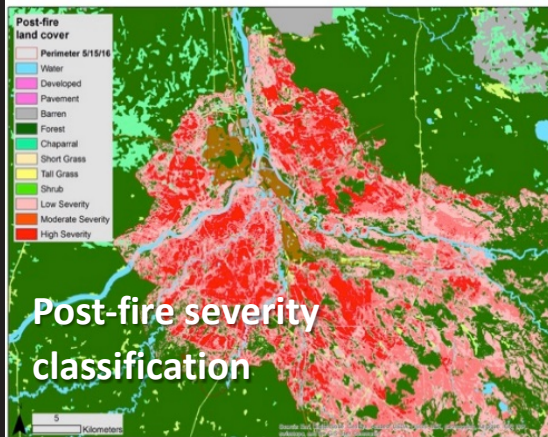 Post-fire
land cover
Perimeter 5/15/16
Water
Developed
Pavement
Barren
Forest
Chaparral
Short Grass
Tall Grass
Shrub
Low Severity
Moderate Severity
High Severity
Post-fire severity
classification
5
Kilometers